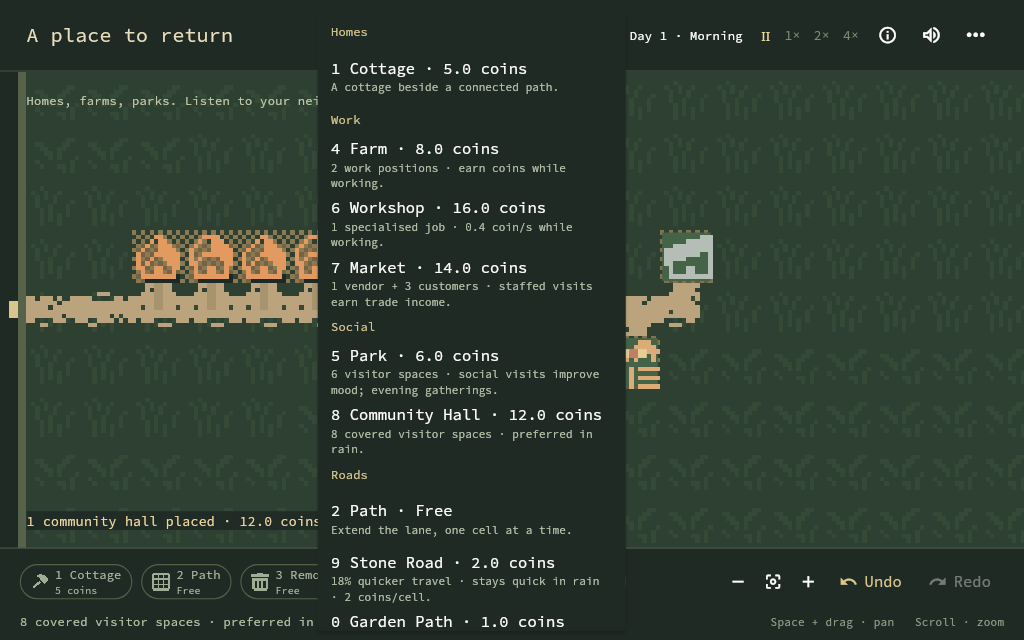 A place to return
Day 1 · Morning
II 1× 2× 4×
Homes, farms, parks. Listen to your nei
Homes
1 Cottage · 5.0 coins
A cottage beside a connected path.
Work
4 Farm · 8.0 coins
2 work positions · earn coins while
working.
6 Workshop · 16.0 coins
1 specialised job · 0.4 coin/s while
working.
7 Market · 14.0 coins
1 vendor + 3 customers · staffed visits
earn trade income.
Social
5 Park · 6.0 coins
6 visitor spaces · social visits improve
mood; evening gatherings.
8 Community Hall · 12.0 coins
8 covered visitor spaces · preferred in
rain.
Roads
2 Path · Free
Extend the lane, one cell at a time.
9 Stone Road · 2.0 coins
18% quicker travel · stays quick in rain
· 2 coins/cell.
0 Garden Path · 1.0 coins
1 community hall placed · 12.0 coins
1 Cottage
5 coins
2 Path
Free
3 Remo
Free
Undo
Redo
8 covered visitor spaces · preferred in
Space + drag · pan
Scroll · zoom